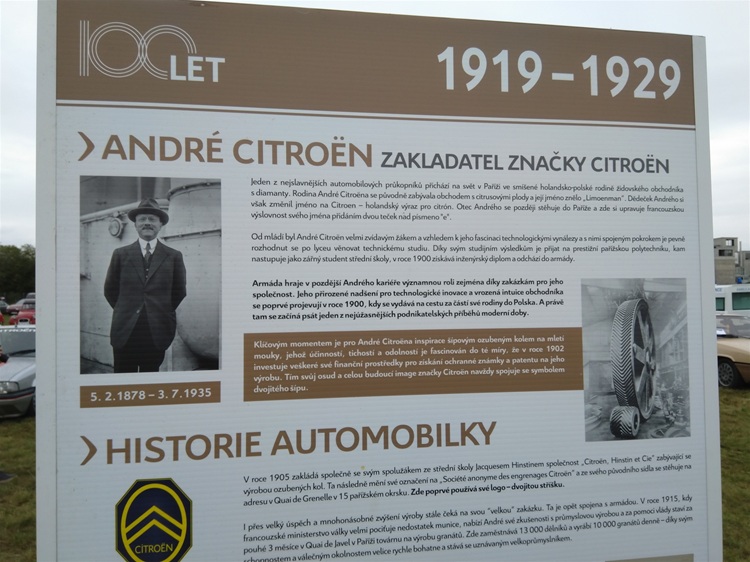 100 LET
1919 – 1929
ANDRÉ CITROËN ZAKLADATEL ZNAČKY CITROËN
Jeden z nejslavnějších automobilových průkopníků přichází na svět v Paříži ve smíšené holandsko-polské rodině židovského obchodníka
s diamanty. Rodina André Citroëna se původně zabývala obchodem s citrusovými plody a její jméno znělo „Limoenman". Dědeček Andrého si
však změnil jméno na Citroen – holandský výraz pro citrón. Otec Andrého se později stěhuje do Paříže a zde si upravuje francouzskou
výslovnost svého jména přidáním dvou teček nad písmeno "e".
Od mládí byl André Citroën velmi zvídavým žákem a vzhledem k jeho fascinaci technologickými vynálezy a s nimi spojeným pokrokem je pevně
rozhodnut se po lyceu věnovat technickému studiu. Díky svým studijním výsledkům je přijat na prestižní pařížskou polytechniku, kam
nastupuje jako zářný student střední školy, v roce 1900 získává inženýrský diplom a odchází do armády.
Armáda hraje v pozdější Andrého kariéře významnou roli zejména díky zakázkám pro jeho
společnost. Jeho přirozené nadšení pro technologické inovace a vrozená intuice obchodníka
se poprvé projevují v roce 1900, kdy se vydává na cestu za částí své rodiny do Polska. A právě
tam se začíná psát jeden z nejúžasnějších podnikatelských příběhů moderní doby.
Klíčovým momentem je pro André Citroëna inspirace šípovým ozubeným kolem na mletí
mouky, jehož účinností, tichostí a odolností je fascinován do té míry, že v roce 1902
investuje veškeré své finanční prostředky pro získání ochranné známky a patentu na jeho
výrobu. Tím svůj osud a celou budoucí image značky Citroën navždy spojuje se symbolem
dvojitého šípu.
5. 2.1878 – 3. 7.1935
HISTORIE AUTOMOBILKY
V roce 1905 zakládá společně se svým spolužákem ze střední školy Jacquesem Hinstinem společnost „Citroën, Hinstin et Cie" zabývající se
výrobou ozubených kol. Ta následně mění své označení na „Société anonyme des engrenages Citroën" a ze svého původního sídla se stěhuje na
adresu v Quai de Grenelle v 15 pařížském okrsku. Zde poprvé používá své logo – dvojitou stříšku.
I přes velký úspěch a mnohonásobné zvýšení výroby stále čeká na svou "velkou" zakázku. Ta je opět spojena s armádou. V roce 1915, kdy
francouzské ministerstvo války velmi pociťuje nedostatek munice, nabízí André své zkušenosti s průmyslovou výrobou a za pomoci vlády staví za
pouhé 3 měsíce v Quai de Javel v Paříži továrnu na výrobu granátů. Zde zaměstnává 13 000 dělníků a vyrábí 10 000 granátů denně – díky svým
schopnostem a válečným okolnostem velice rychle bohatne a stává se uznávaným velkoprůmyslníkem.
CITROËN